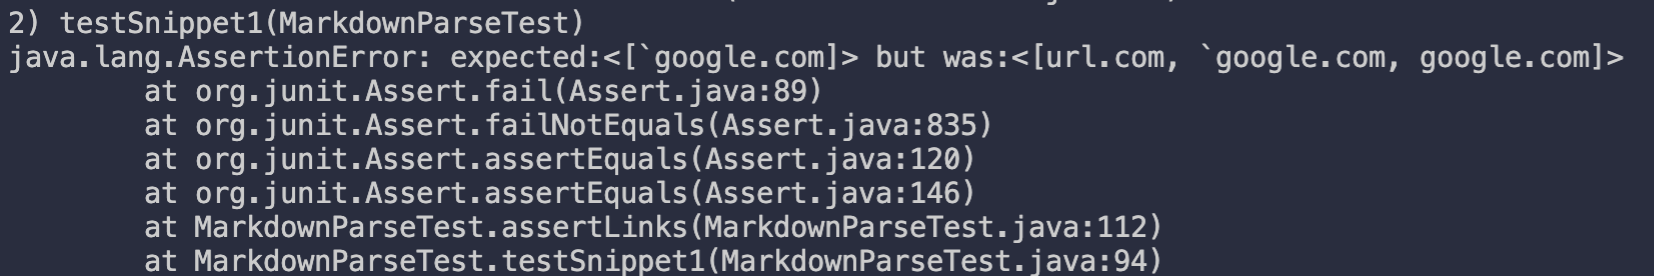 2) testSnippet1(MarkdownParseTest)
java.lang.AssertionError: expected:<[`google.com]> but was:<[url.com, `google.com, google.com]>
        at org.junit.Assert.fail(Assert.java:89)
        at org.junit.Assert.failNotEquals(Assert.java:835)
        at org.junit.Assert.assertEquals(Assert.java:120)
        at org.junit.Assert.assertEquals(Assert.java:146)
        at MarkdownParseTest.assertLinks(MarkdownParseTest.java:112)
        at MarkdownParseTest.testSnippet1(MarkdownParseTest.java:94)